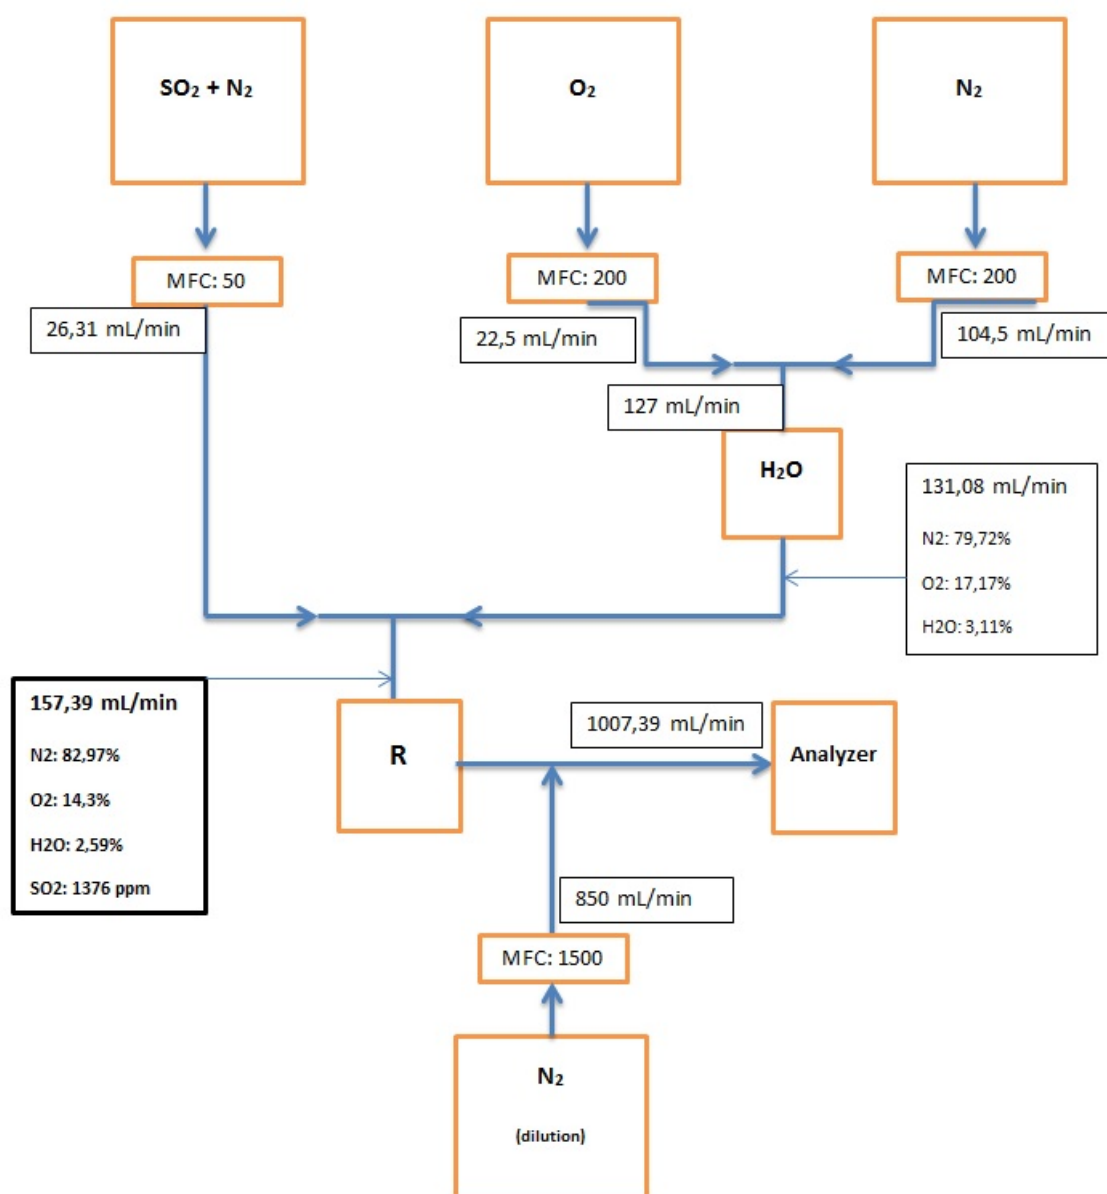 SO₂ + N₂
O₂
N₂
MFC: 50
MFC: 200
MFC: 200
26,31 mL/min
22,5 mL/min
104,5 mL/min
127 mL/min
H₂O
131,08 mL/min
N2: 79,72%
O2: 17,17%
H2O: 3,11%
157,39 mL/min
N2: 82,97%
O2: 14,3%
H2O: 2,59%
SO2: 1376 ppm
R
1007,39 mL/min
Analyzer
850 mL/min
MFC: 1500
N₂
(dilution)